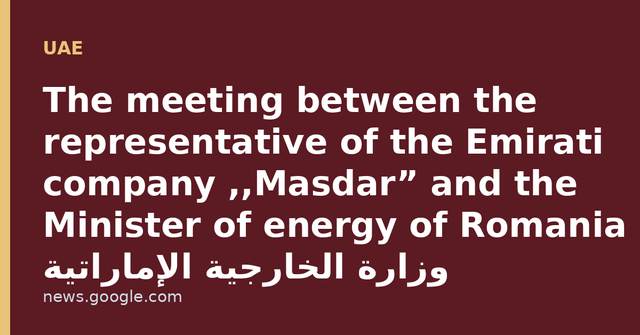 UAE
The meeting between the
representative of the Emirati
company ,,Masdar” and the
Minister of energy of Romania
وزارة الخارجية الإماراتية
news.google.com